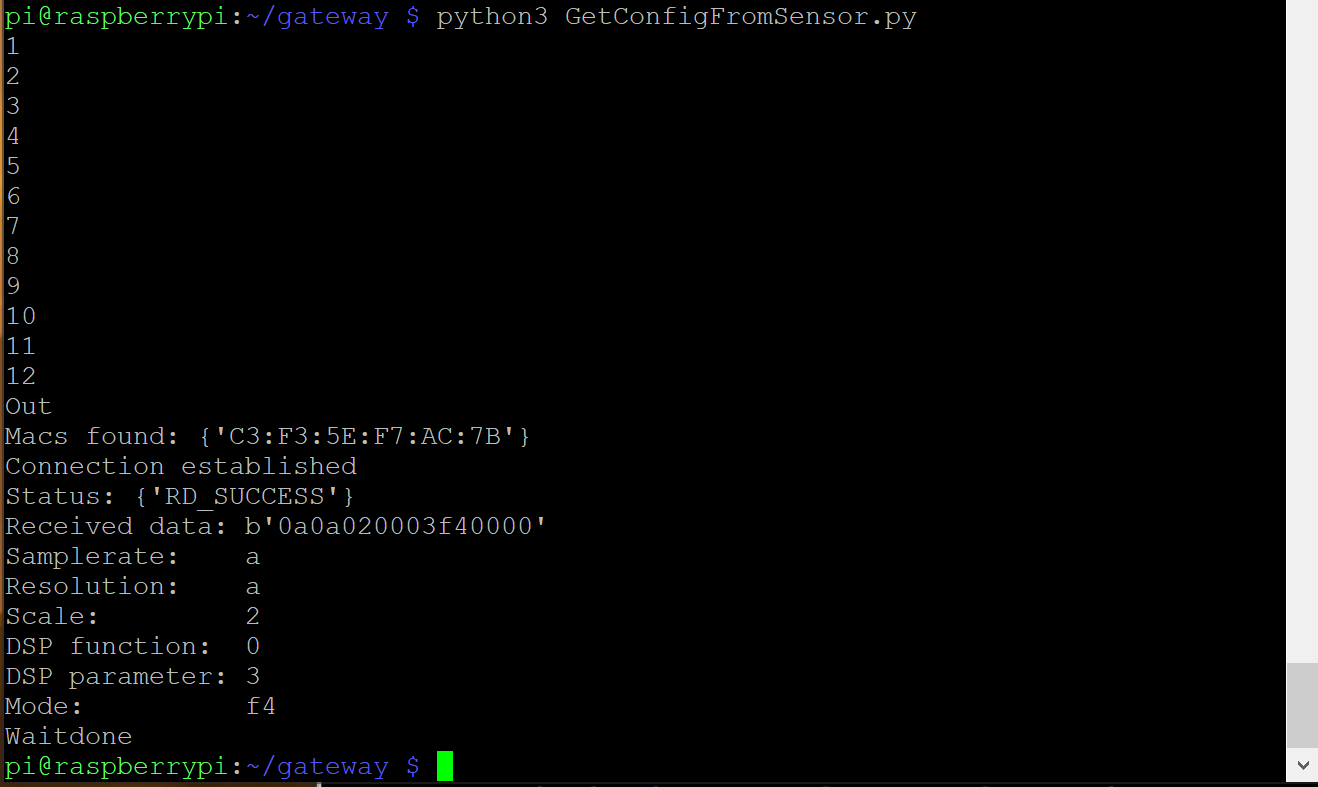 pi@raspberrypi:~/gateway $ python3 GetConfigFromSensor.py
1
2
3
4
5
6
7
8
9
10
11
12
Out
Macs found: {'C3:F3:5E:F7:AC:7B'}
Connection established
Status: {'RD_SUCCESS'}
Received data: b'0a0a020003f40000'
Samplerate:    a
Resolution:    a
Scale:         2
DSP function:  0
DSP parameter: 3
Mode:          f4
Waitdone
pi@raspberrypi:~/gateway $